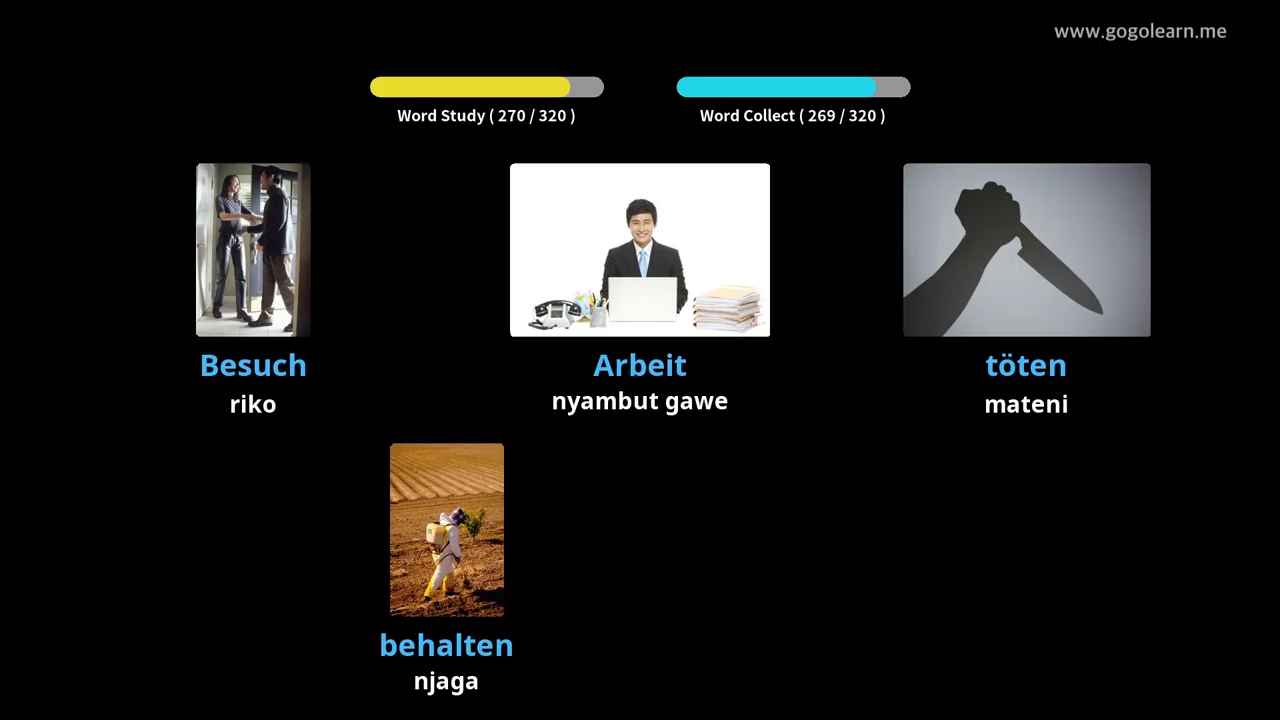 www.gogolearn.me
Word Study ( 270 / 320 )
Word Collect ( 269 / 320 )
Besuch
riko
Arbeit
nyambut gawe
töten
mateni
behalten
njaga